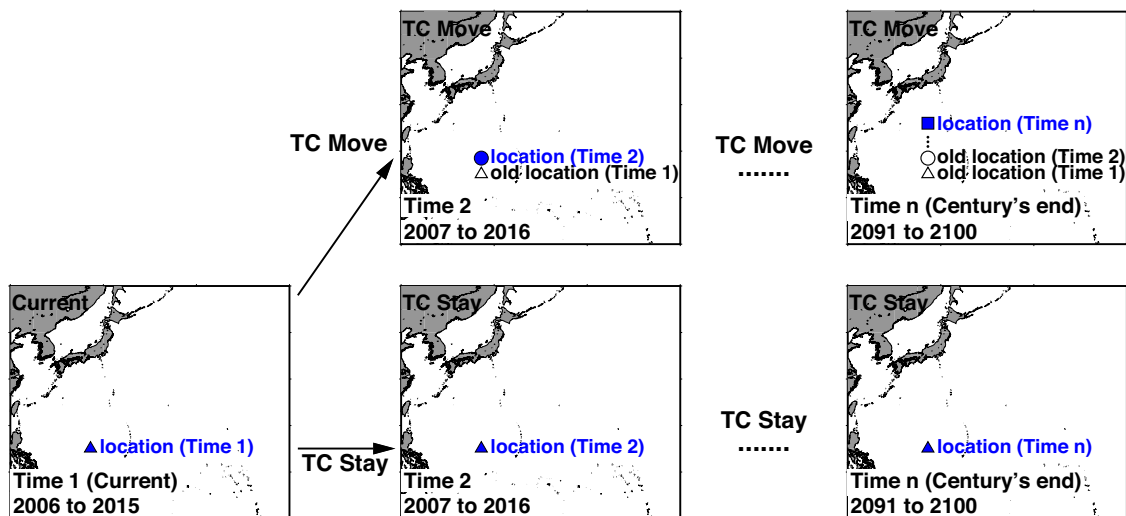 TC Move
location (Time 2)
old location (Time 1)
Time 2
2007 to 2016
TC Move
TC Move
.......
TC Move
location (Time n)
old location (Time 2)
old location (Time 1)
Time n (Century's end)
2091 to 2100
Current
location (Time 1)
Time 1 (Current)
2006 to 2015
TC Stay
TC Stay
location (Time 2)
Time 2
2007 to 2016
TC Stay
.......
TC Stay
location (Time n)
Time n (Century's end)
2091 to 2100